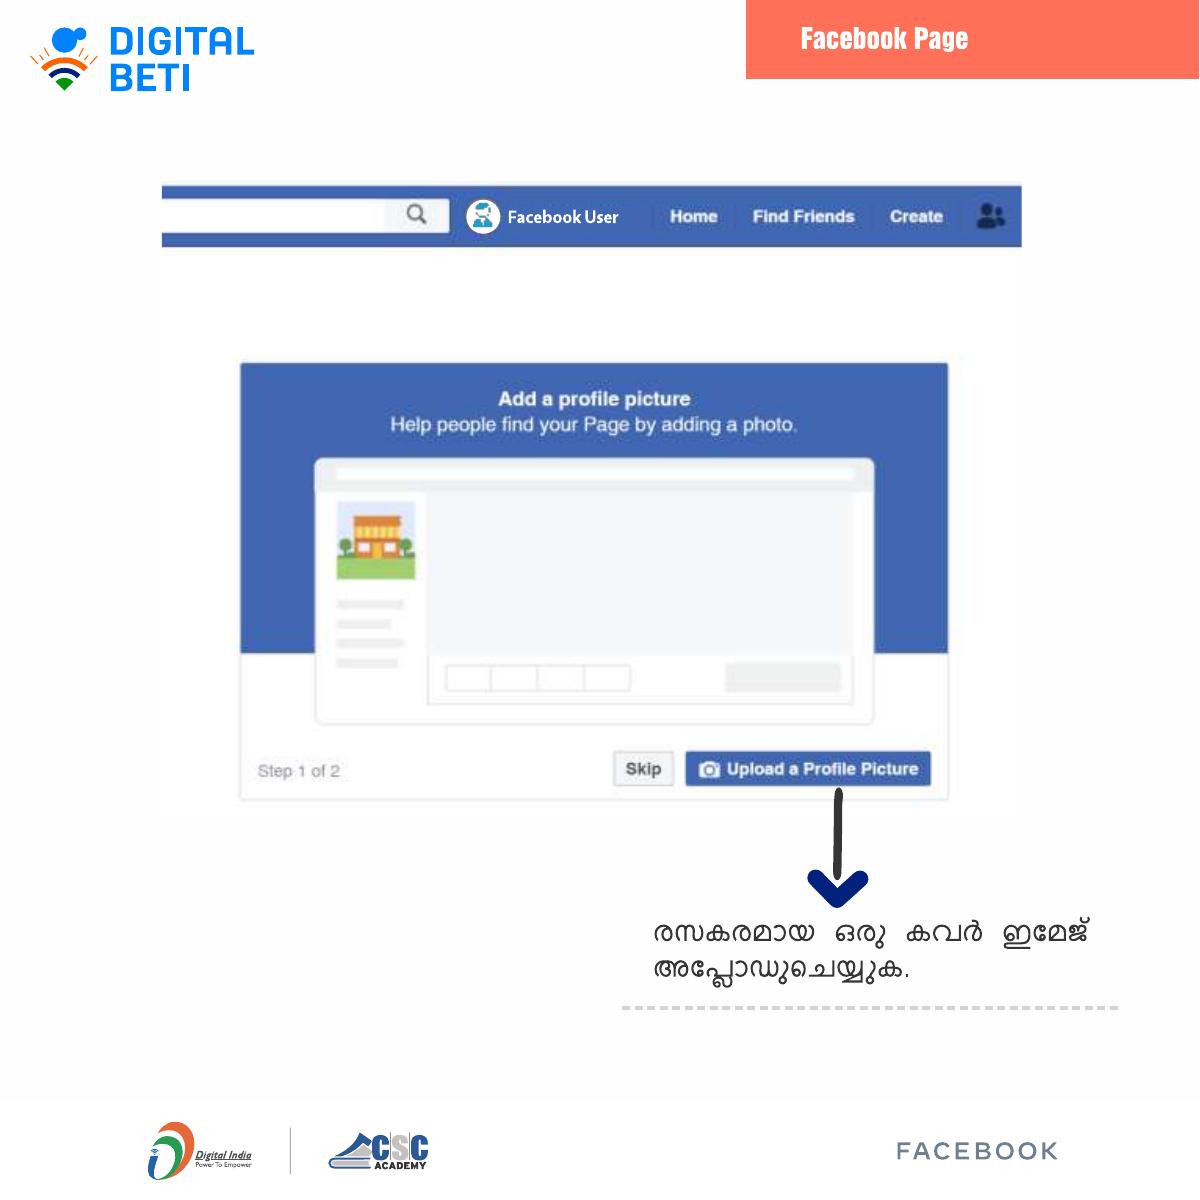 DIGITAL
BETI
Facebook Page
Facebook User Home Find Friends Create
Add a profile picture
Help people find your Page by adding a photo.
Step 1 of 2 Skip Upload a Profile Picture
രസകരമായ ഒരു കവർ ഇമേജ്
അപ്ലോഡുചെയ്യുക.
Digital India
Power To Empower
CSC
ACADEMY
FACEBOOK